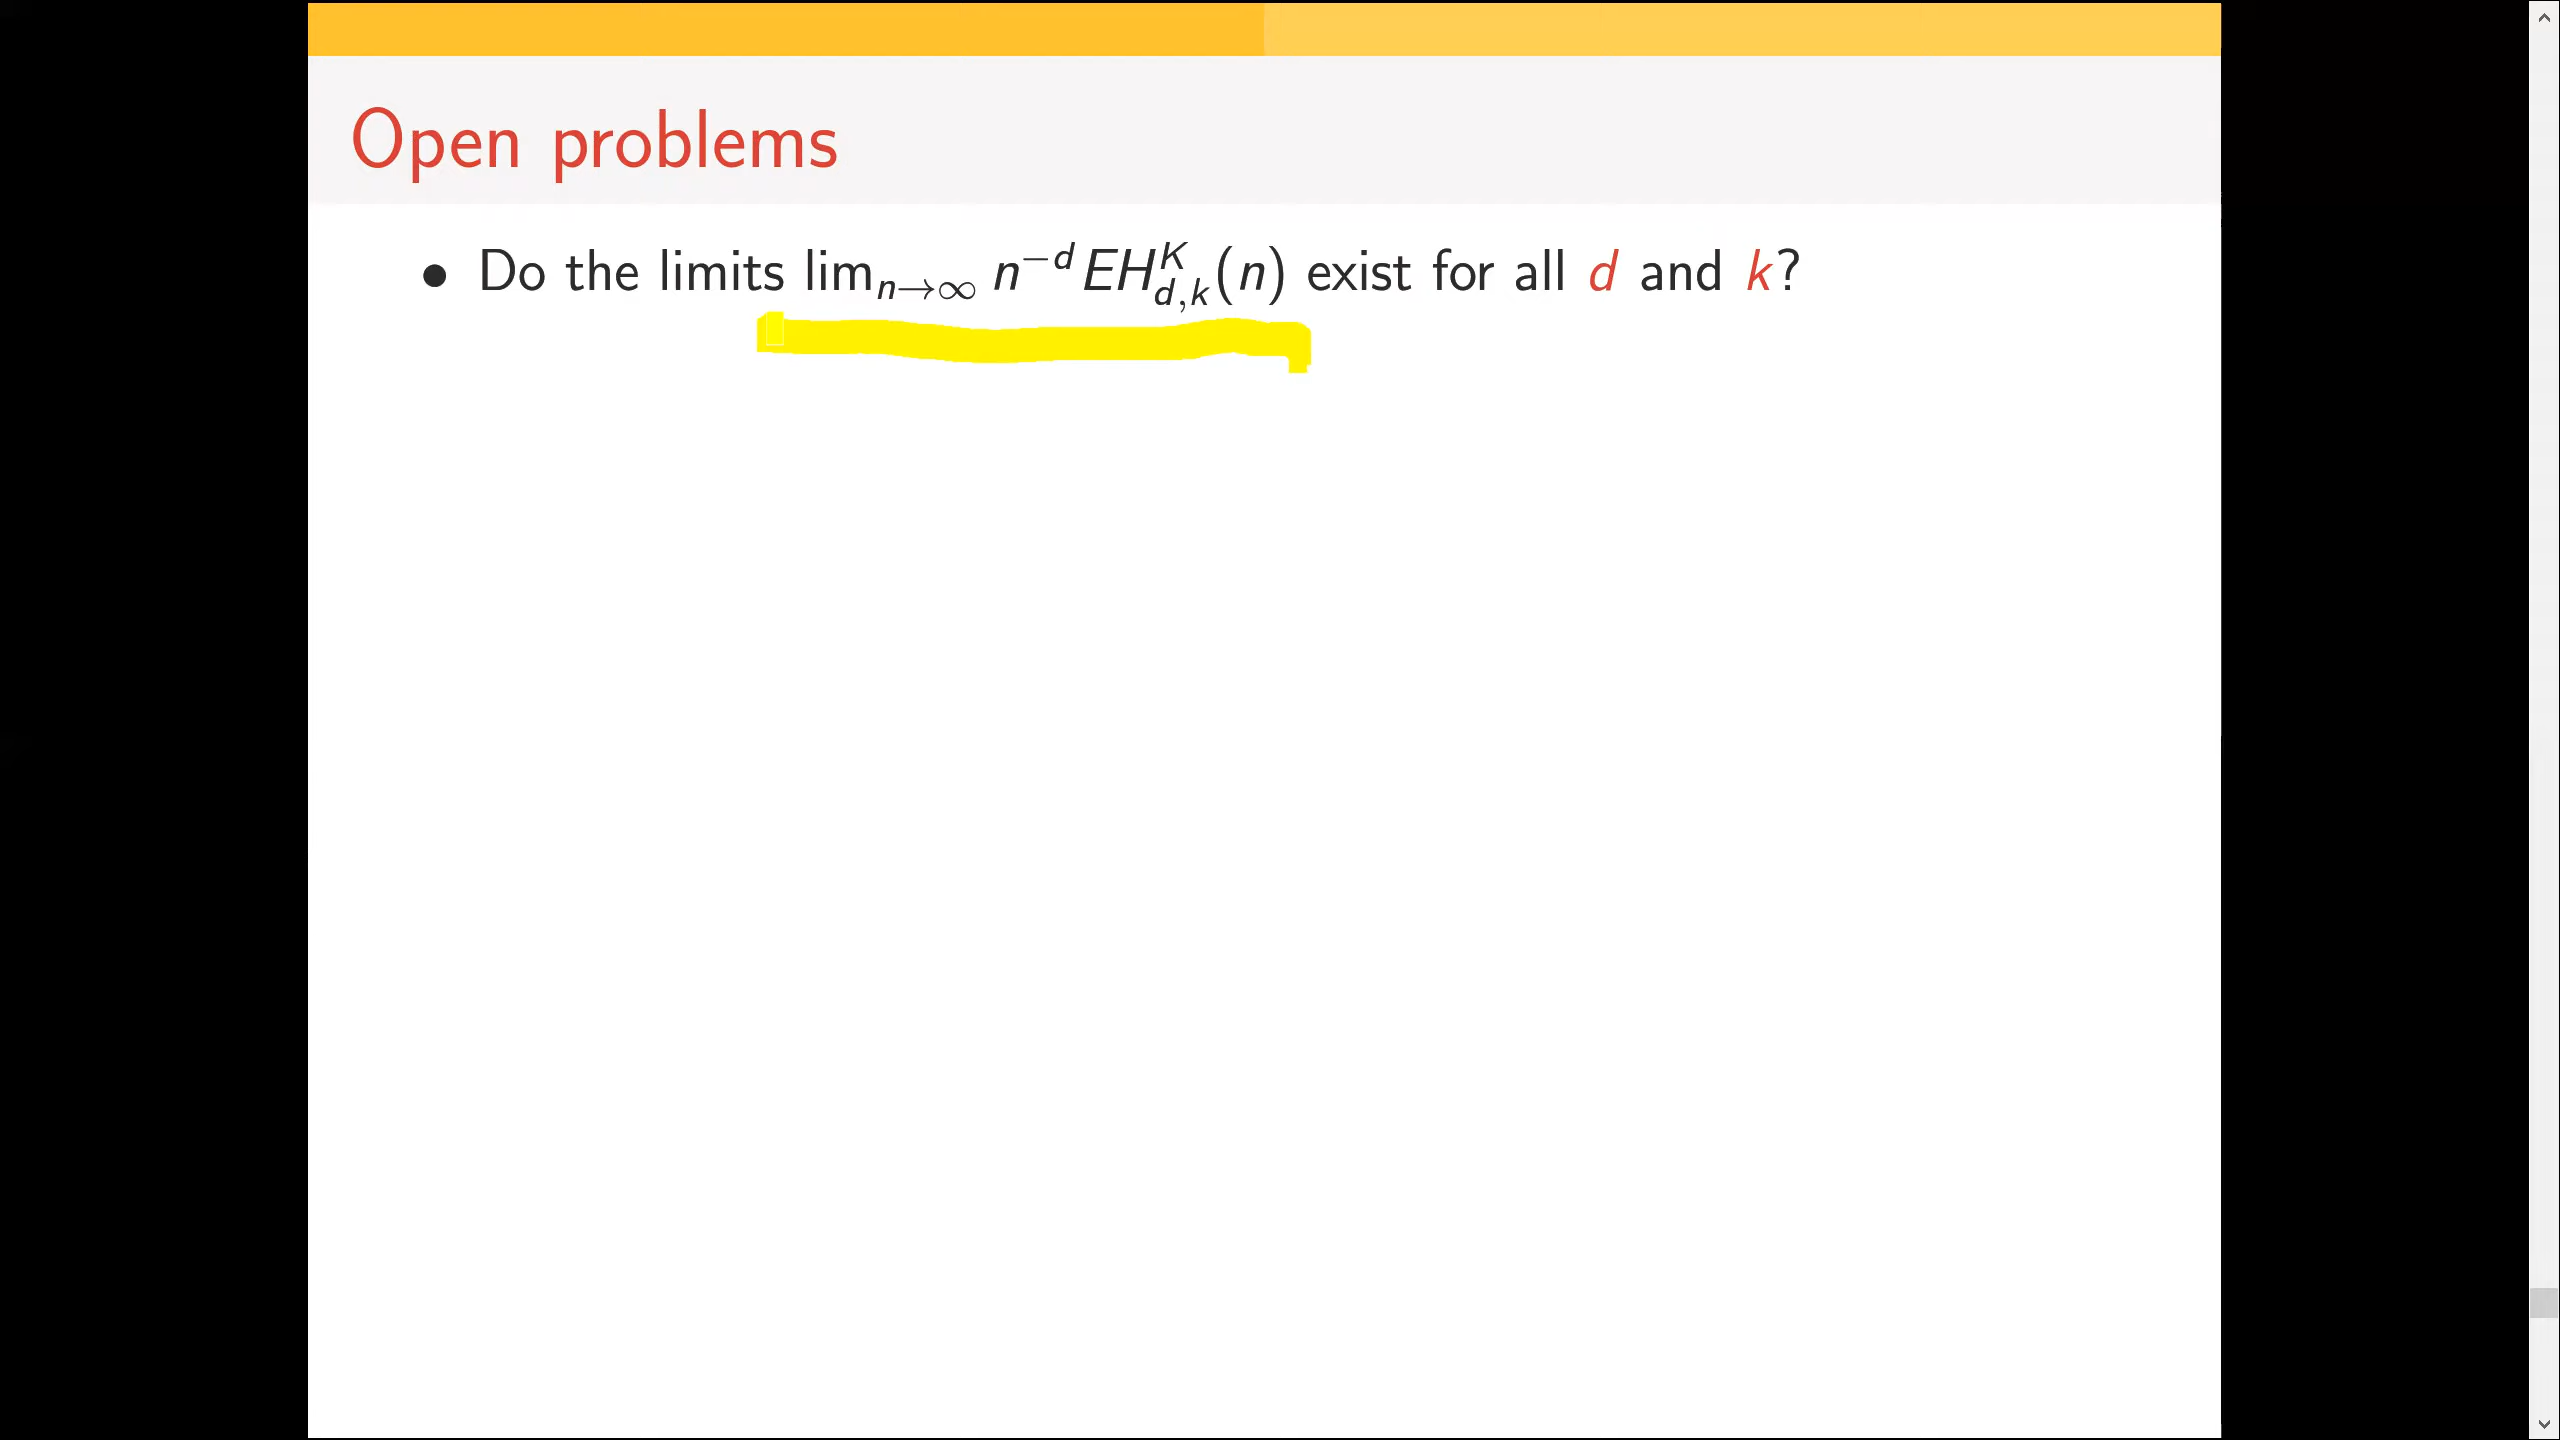 Open problems
• Do the limits lim_{n→∞} n^{−d} EH^K_{d,k}(n) exist for all d and k?